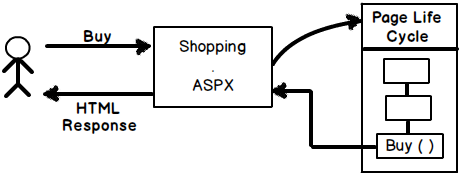 Buy
HTML
Response
Shopping
.
ASPX
Page Life
Cycle
Buy ( )